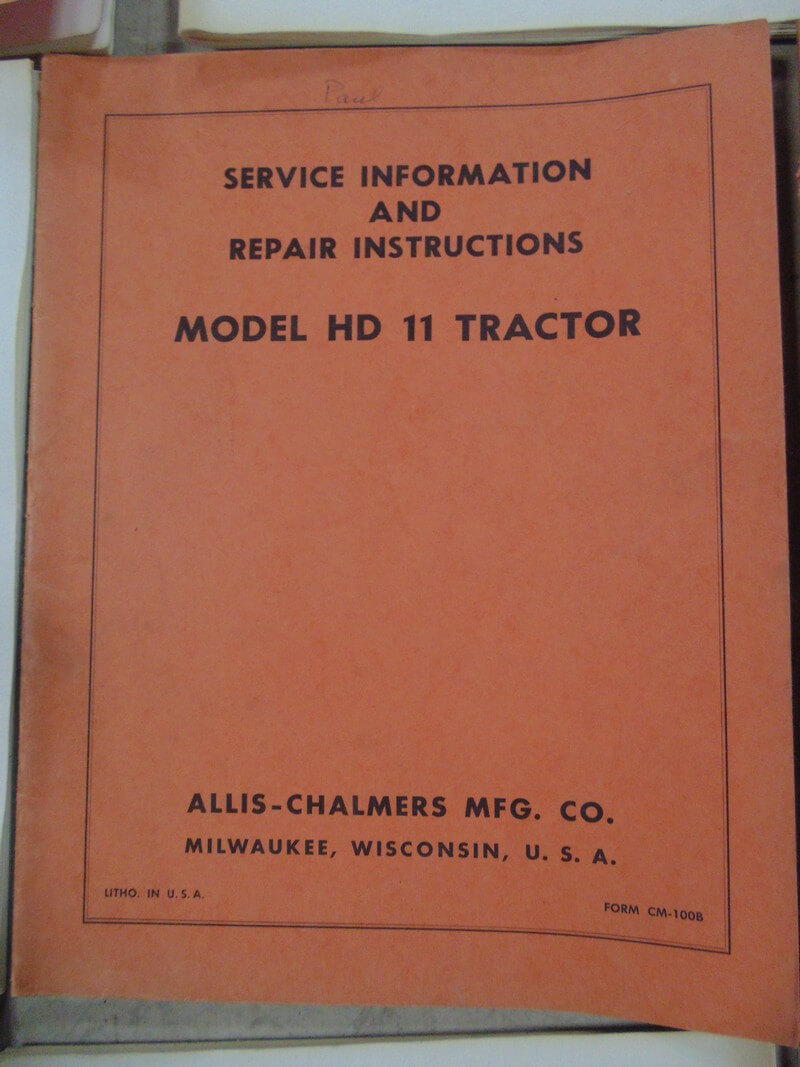 Paul
SERVICE INFORMATION
AND
REPAIR INSTRUCTIONS
MODEL HD 11 TRACTOR
ALLIS-CHALMERS MFG. CO.
MILWAUKEE, WISCONSIN, U. S. A.
LITHO. IN U. S. A.
FORM CM-100B